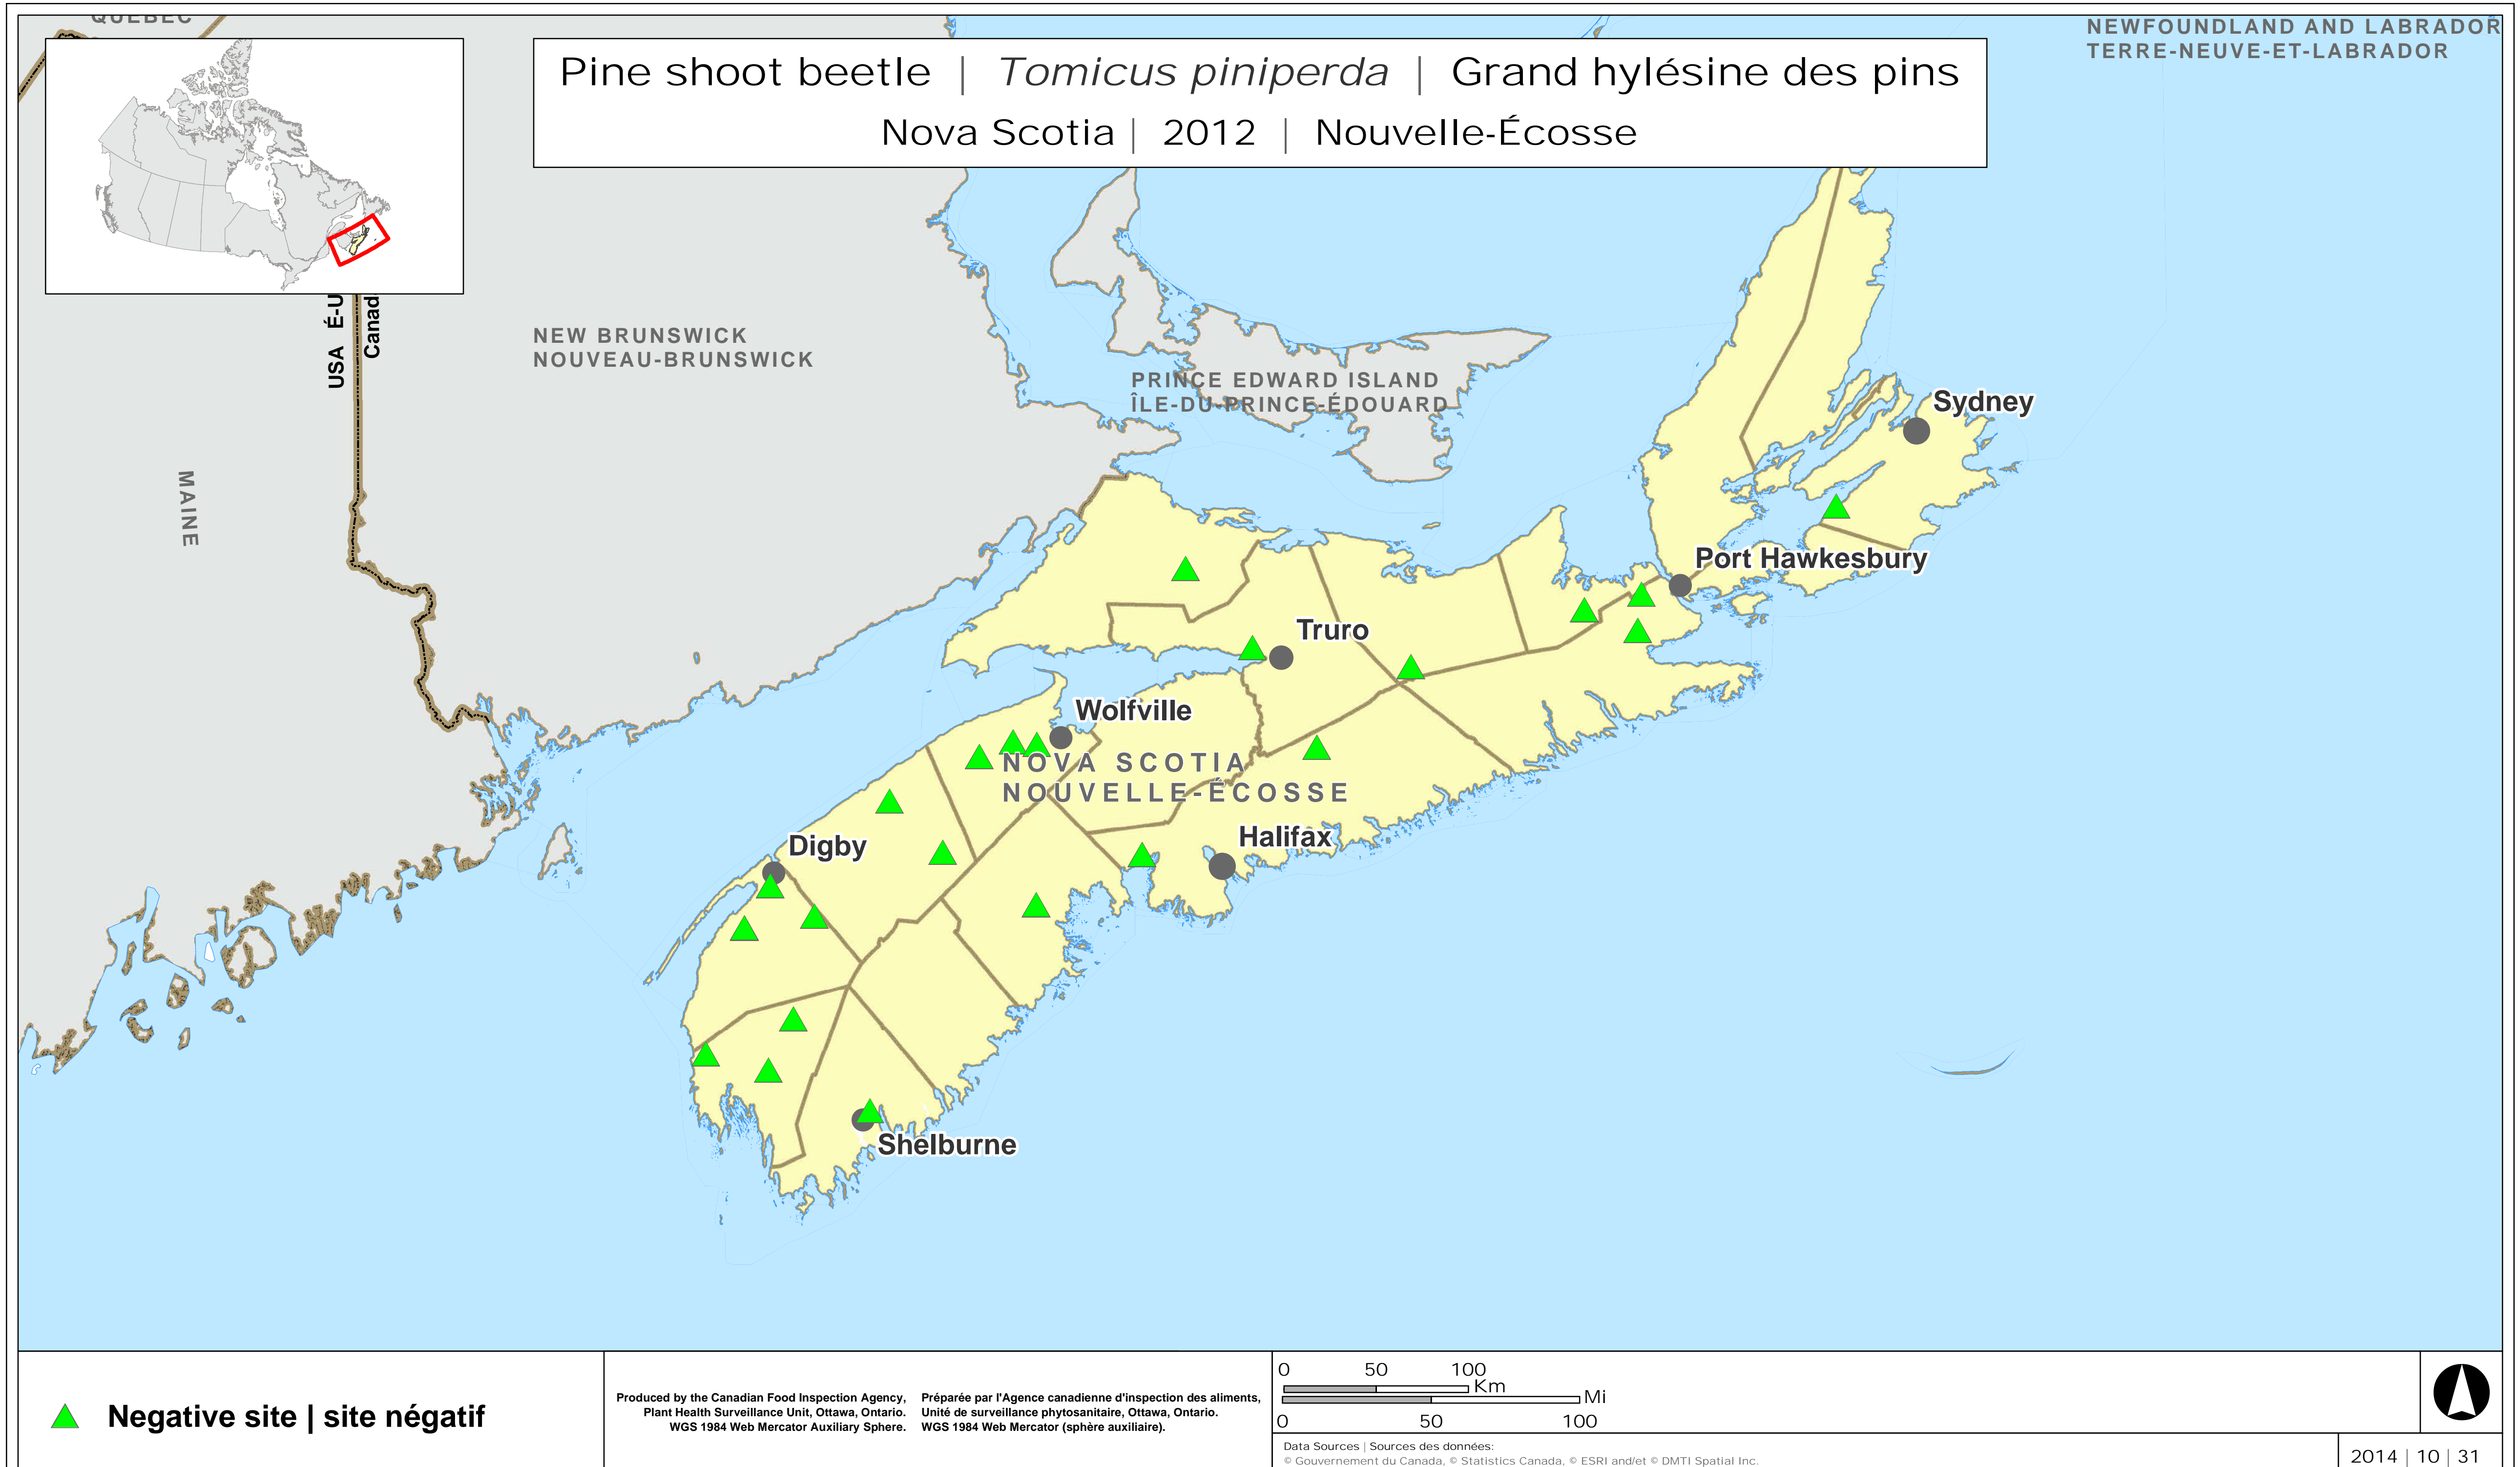 QUÉBEC
NEWFOUNDLAND AND LABRADOR
TERRE-NEUVE-ET-LABRADOR
Pine shoot beetle | Tomicus piniperda | Grand hylésine des pins
Nova Scotia | 2012 | Nouvelle-Écosse
USA É-U
Canad
NEW BRUNSWICK
NOUVEAU-BRUNSWICK
PRINCE EDWARD ISLAND
ÎLE-DU-PRINCE-ÉDOUARD
MAINE
Sydney
Port Hawkesbury
Truro
Wolfville
NOVA SCOTIA
NOUVELLE-ÉCOSSE
Halifax
Digby
Shelburne
Negative site | site négatif
Produced by the Canadian Food Inspection Agency,
Plant Health Surveillance Unit, Ottawa, Ontario.
WGS 1984 Web Mercator Auxiliary Sphere.
Préparée par l'Agence canadienne d'inspection des aliments,
Unité de surveillance phytosanitaire, Ottawa, Ontario.
WGS 1984 Web Mercator (sphère auxiliaire).
0 50 100
Km
Mi
0 50 100
Data Sources | Sources des données:
© Gouvernement du Canada, © Statistics Canada, © ESRI and/et © DMTI Spatial Inc.
2014 | 10 | 31